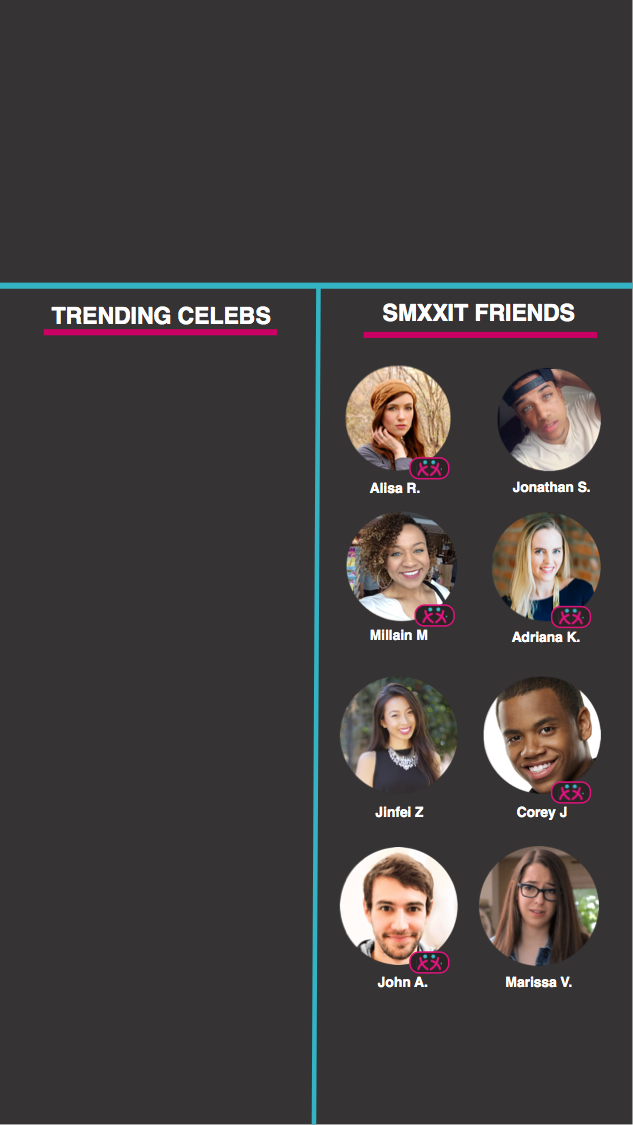 TRENDING CELEBS
SMXXIT FRIENDS
Alisa R.
Jonathan S.
Millain M
Adriana K.
Jinfei Z
Corey J
John A.
Marissa V.